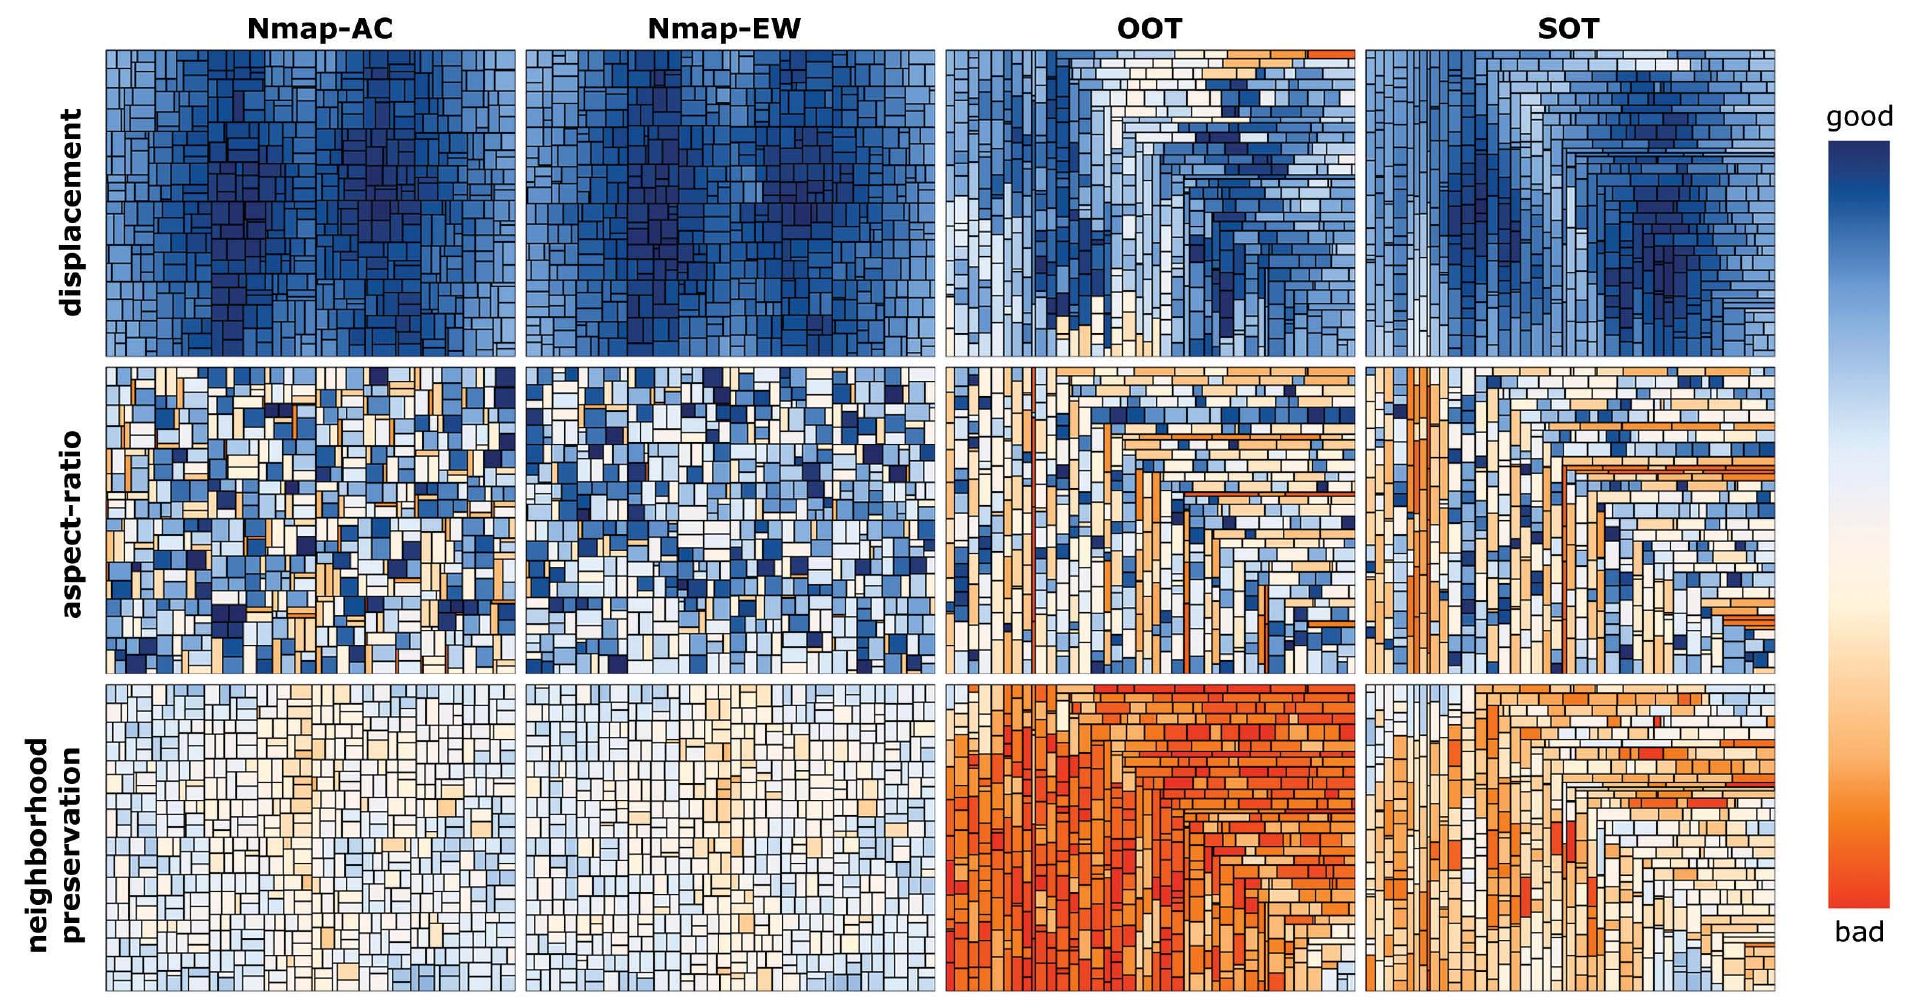 Nmap-AC
Nmap-EW
OOT
SOT
displacement
aspect-ratio
neighborhood
preservation
good
bad